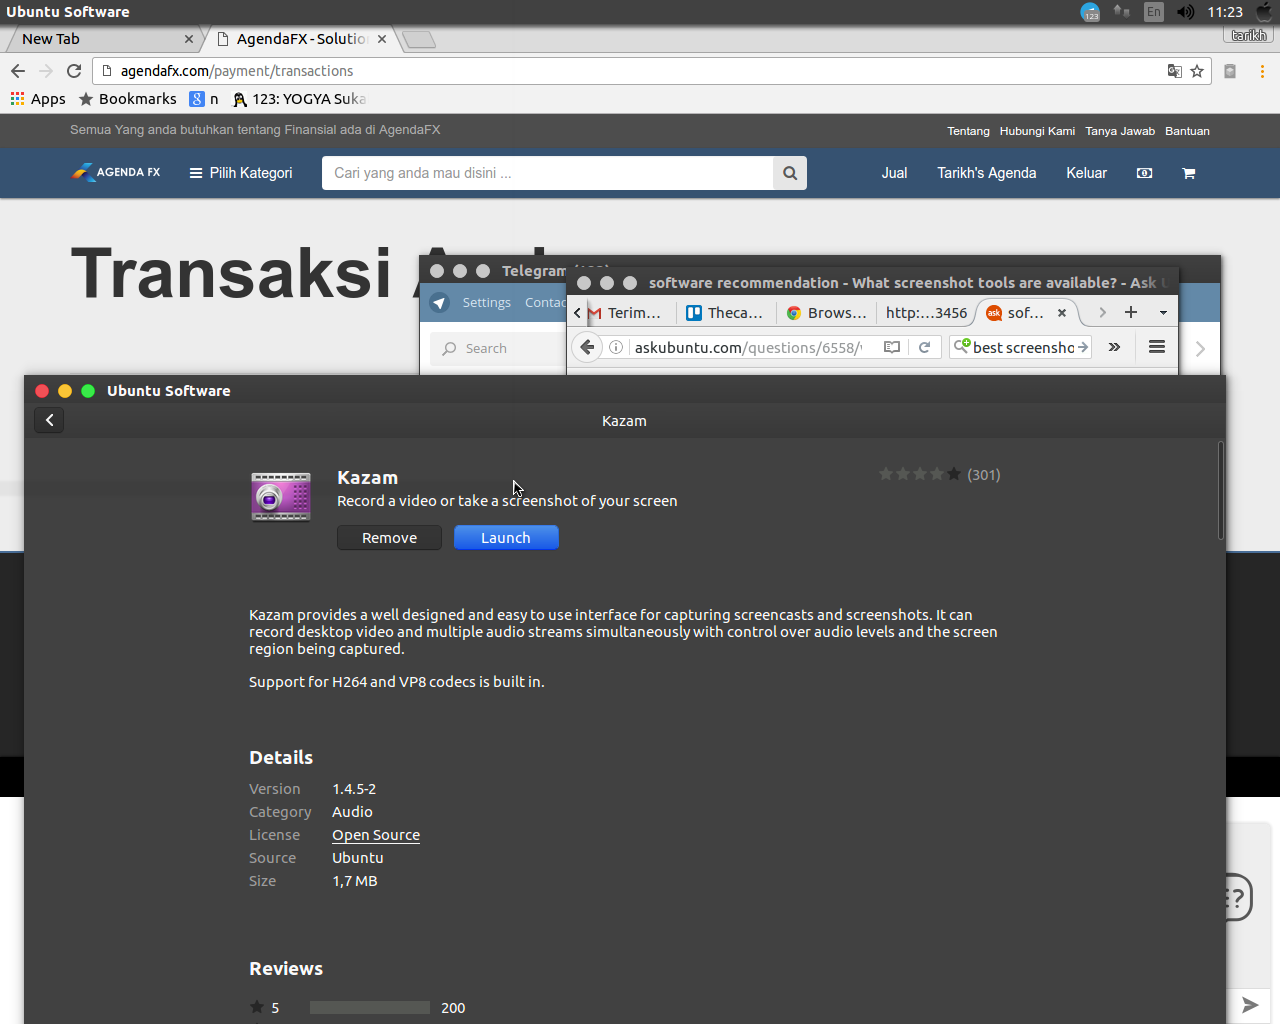 Ubuntu Software
123
En
11:23
New Tab
AgendaFX - Solutio
tarikh
agendafx.com/payment/transactions
Apps
Bookmarks
n
123: YOGYA Suka
Semua Yang anda butuhkan tentang Finansial ada di AgendaFX
Tentang
Hubungi Kami
Tanya Jawab
Bantuan
AGENDA FX
Pilih Kategori
Cari yang anda mau disini ...
Jual
Tarikh's Agenda
Keluar
Transaksi
Telegram
software recommendation - What screenshot tools are available? - Ask U
Settings
Contac
Terim...
Theca...
Brows...
http:...3456
ask
sof...
Search
askubuntu.com/questions/6558/
best screensho
Ubuntu Software
Kazam
Kazam
(301)
Record a video or take a screenshot of your screen
Remove
Launch
Kazam provides a well designed and easy to use interface for capturing screencasts and screenshots. It can
record desktop video and multiple audio streams simultaneously with control over audio levels and the screen
region being captured.
Support for H264 and VP8 codecs is built in.
Details
Version 1.4.5-2
Category Audio
License Open Source
Source Ubuntu
Size 1,7 MB
?
Reviews
5 200